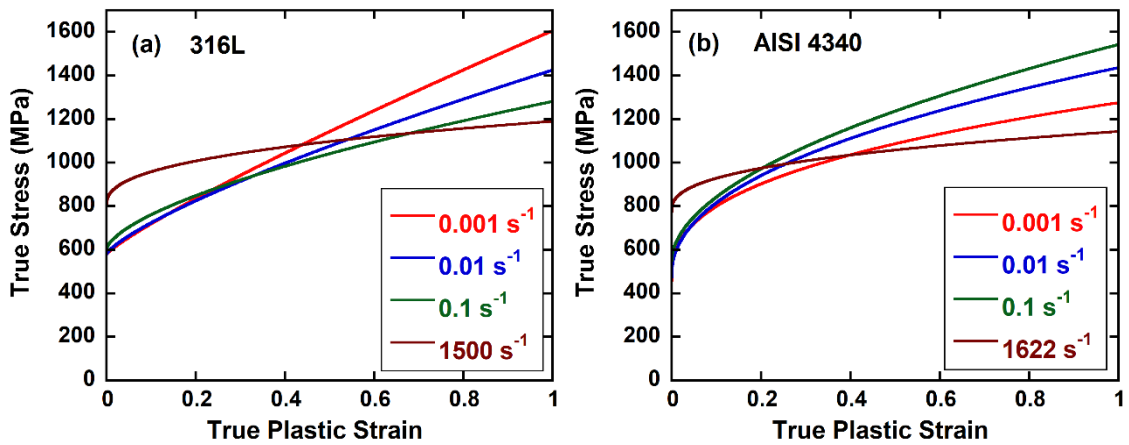 (a) 316L
True Stress (MPa)
1600
1400
1200
1000
800
600
400
200
0
0.001 s⁻¹
0.01 s⁻¹
0.1 s⁻¹
1500 s⁻¹
0 0.2 0.4 0.6 0.8 1
True Plastic Strain
(b) AISI 4340
True Stress (MPa)
1600
1400
1200
1000
800
600
400
200
0
0.001 s⁻¹
0.01 s⁻¹
0.1 s⁻¹
1622 s⁻¹
0 0.2 0.4 0.6 0.8 1
True Plastic Strain